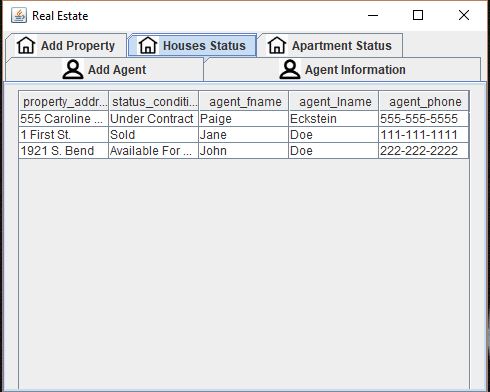 Real Estate
Add Property Houses Status Apartment Status
Add Agent Agent Information
property_addr... status_conditi... agent_fname agent_lname agent_phone
555 Caroline ... Under Contract Paige Eckstein 555-555-5555
1 First St. Sold Jane Doe 111-111-1111
1921 S. Bend Available For ... John Doe 222-222-2222